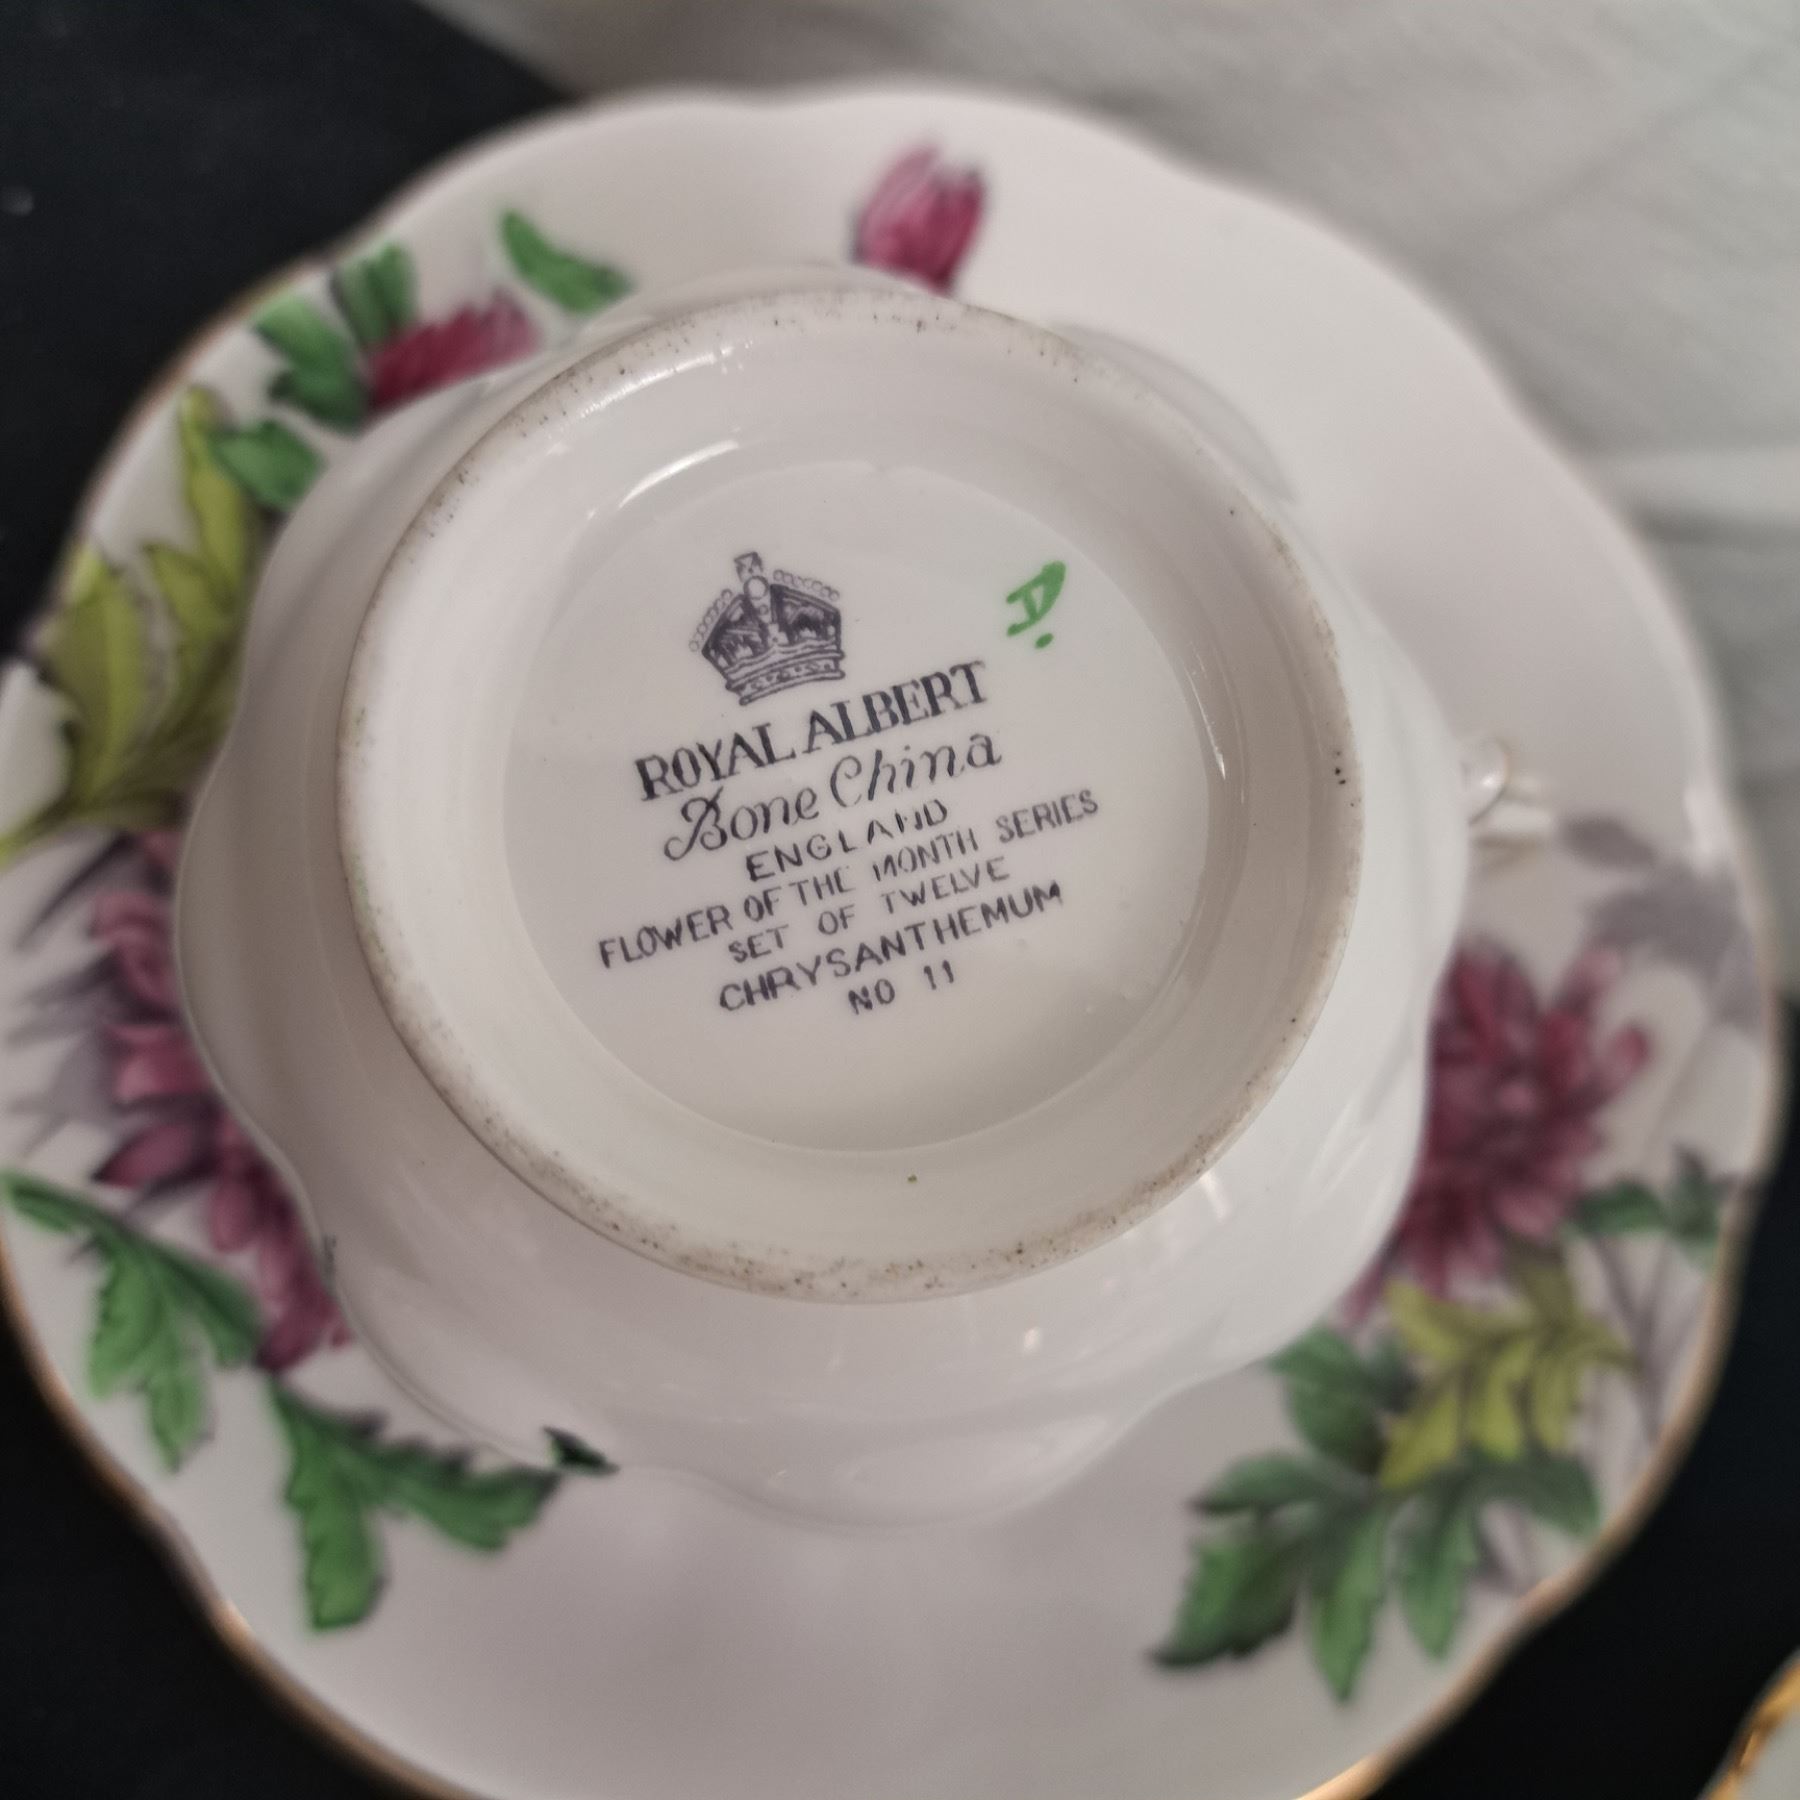 ROYAL ALBERT
Bone China
ENGLAND
FLOWER OF THE MONTH SERIES
SET OF TWELVE
CHRYSANTHEMUM
NO 11